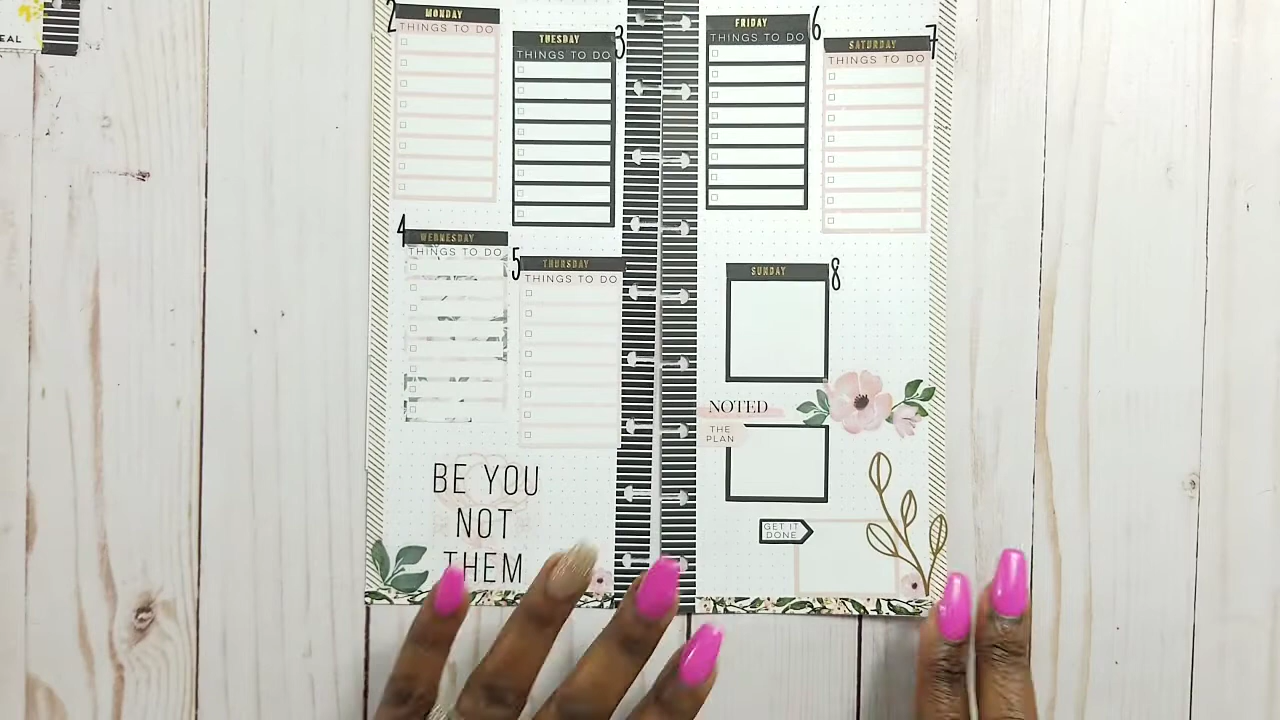 EAL
2
MONDAY
THINGS TO DO
TUESDAY
3
THINGS TO DO
4
WEDNESDAY
THINGS TO DO
5
THURSDAY
THINGS TO DO
BE YOU
NOT
THEM
FRIDAY
6
THINGS TO DO
SATURDAY
7
THINGS TO DO
SUNDAY
8
NOTED
THE
PLAN
GET IT
DONE